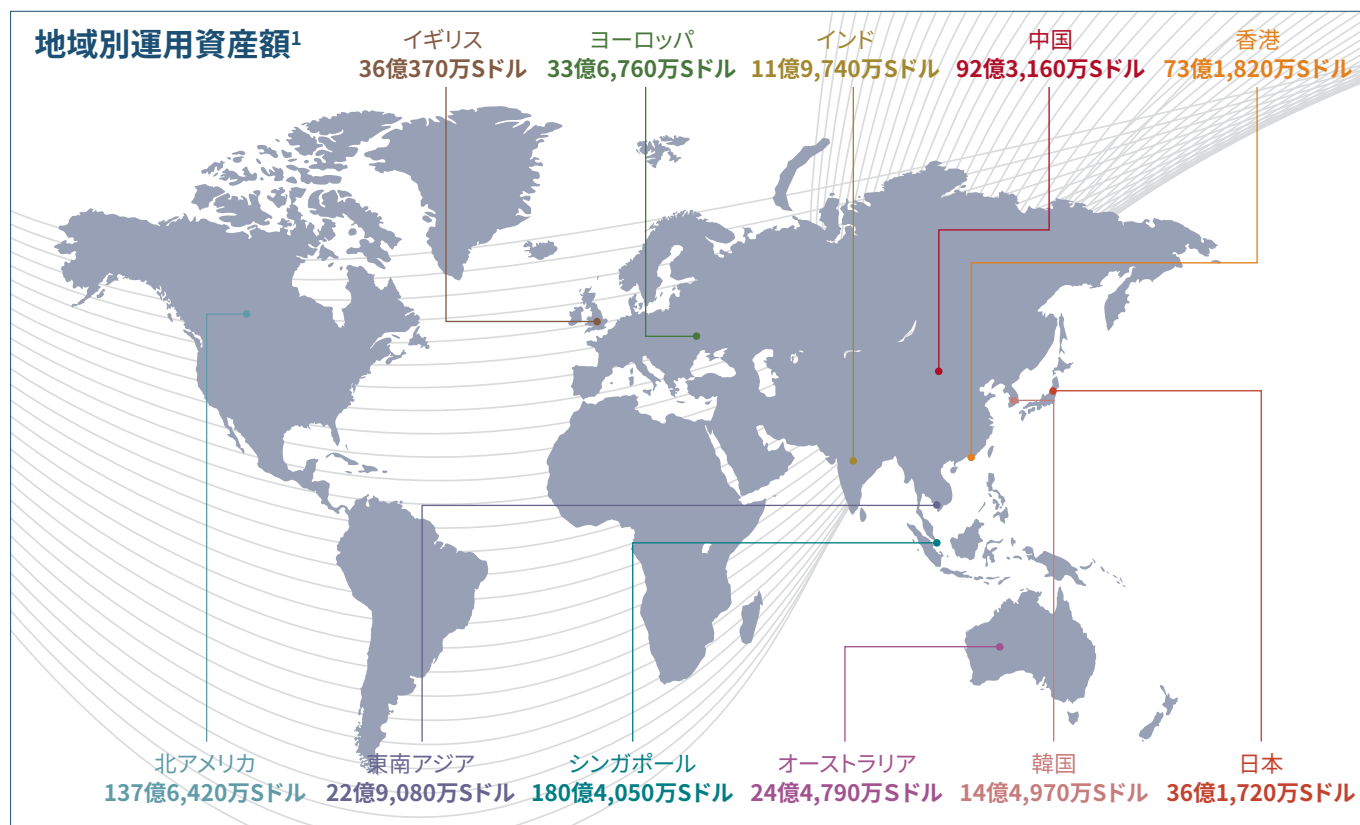 地域別運用資産額¹
イギリス
36億370万Sドル
ヨーロッパ
33億6,760万Sドル
インド
11億9,740万Sドル
中国
92億3,160万Sドル
香港
73億1,820万Sドル
北アメリカ
137億6,420万Sドル
東南アジア
22億9,080万Sドル
シンガポール
180億4,050万Sドル
オーストラリア
24億4,790万Sドル
韓国
14億4,970万Sドル
日本
36億1,720万Sドル